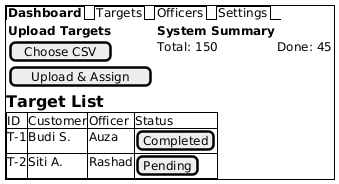 Dashboard Targets Officers Settings
Upload Targets System Summary
Choose CSV Total: 150 Done: 45
Upload & Assign
Target List
ID Customer Officer Status
T-1 Budi S. Auza Completed
T-2 Siti A. Rashad Pending